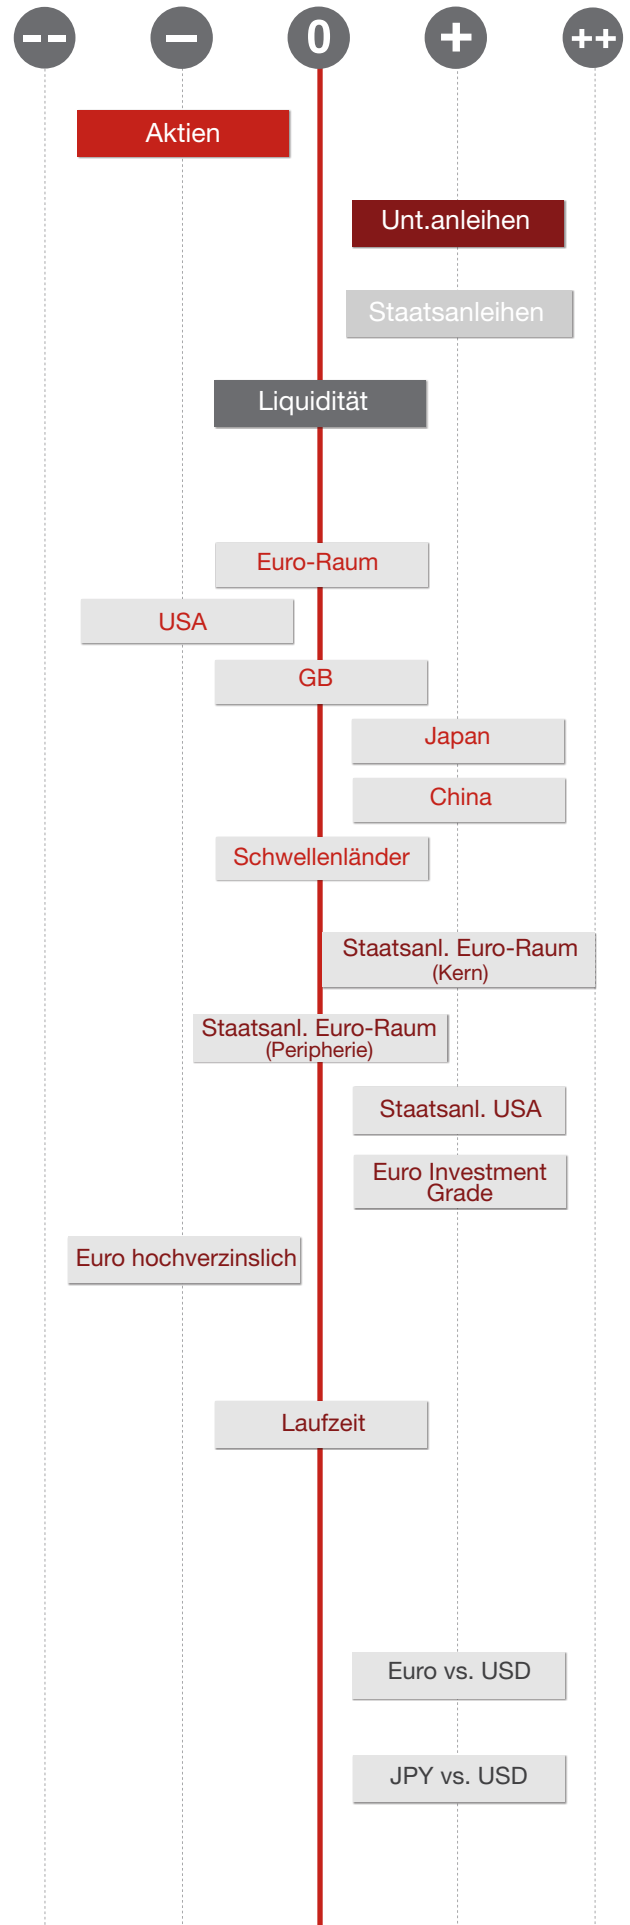 -- - 0 + ++
Aktien
Unt.anleihen
Staatsanleihen
Liquidität
Euro-Raum
USA
GB
Japan
China
Schwellenländer
Staatsanl. Euro-Raum
(Kern)
Staatsanl. Euro-Raum
(Peripherie)
Staatsanl. USA
Euro Investment
Grade
Euro hochverzinslich
Laufzeit
Euro vs. USD
JPY vs. USD